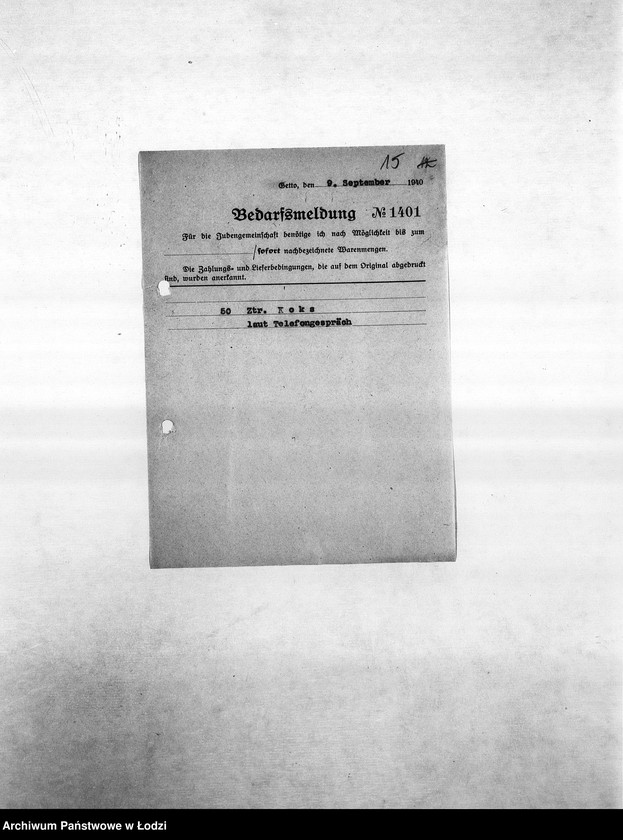 15
Getto, den 9. September 1940
Bedarfsmeldung № 1401
Für die Judengemeinschaft benötige ich nach Möglichkeit bis zum
/sofort nachbezeichnete Warenmengen.
Die Zahlungs- und Lieferbedingungen, die auf dem Original abgedruckt
sind, wurden anerkannt.
50 Ztr. K o k s
laut Telefongespräch
Archiwum Państwowe w Łodzi